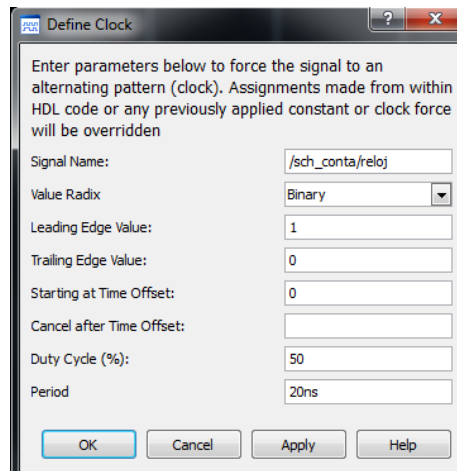 Define Clock
Enter parameters below to force the signal to an
alternating pattern (clock). Assignments made from within
HDL code or any previously applied constant or clock force
will be overridden
Signal Name: /sch_conta/reloj
Value Radix Binary
Leading Edge Value: 1
Trailing Edge Value: 0
Starting at Time Offset: 0
Cancel after Time Offset:
Duty Cycle (%): 50
Period 20ns
OK Cancel Apply Help